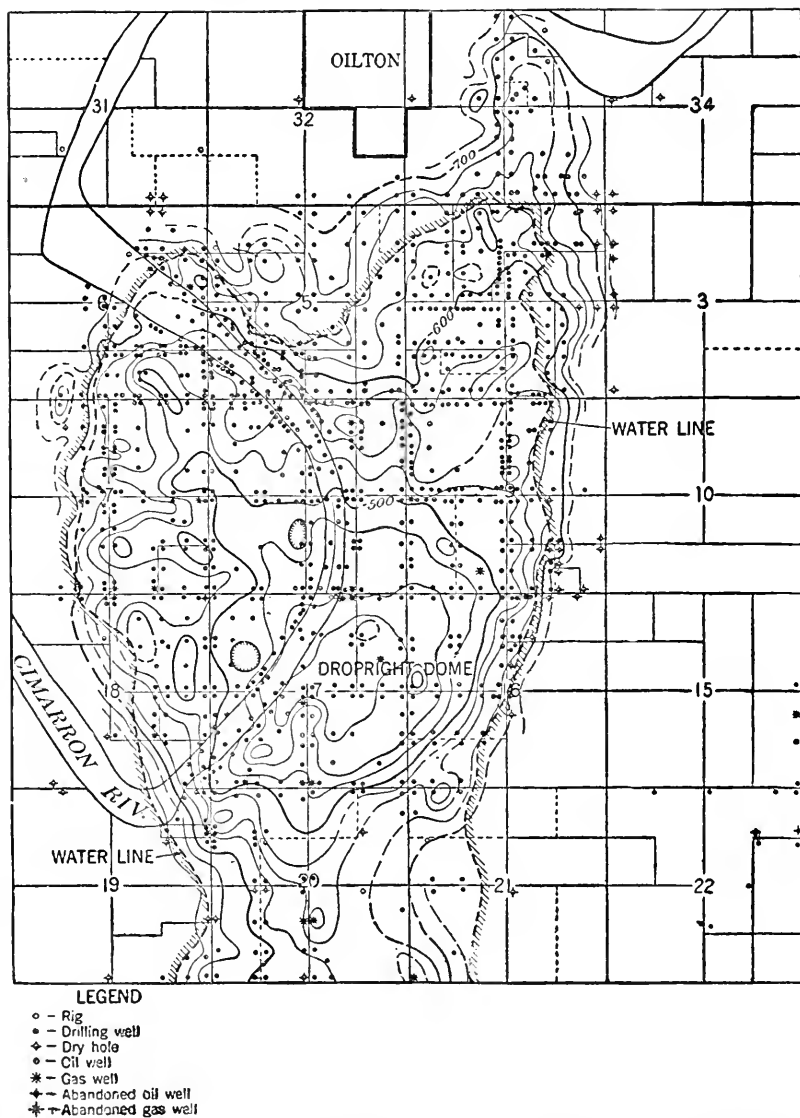 OILTON
31
32
34
-700
5
3
-600
WATER LINE
7
10
-500
DROPRIGHT DOME
18
17
15
CIMARRON RIV.
WATER LINE
19
20
21
22
LEGEND
○ - Rig
● - Drilling well
- Dry hole
- Oil well
- Gas well
- Abandoned oil well
- Abandoned gas well